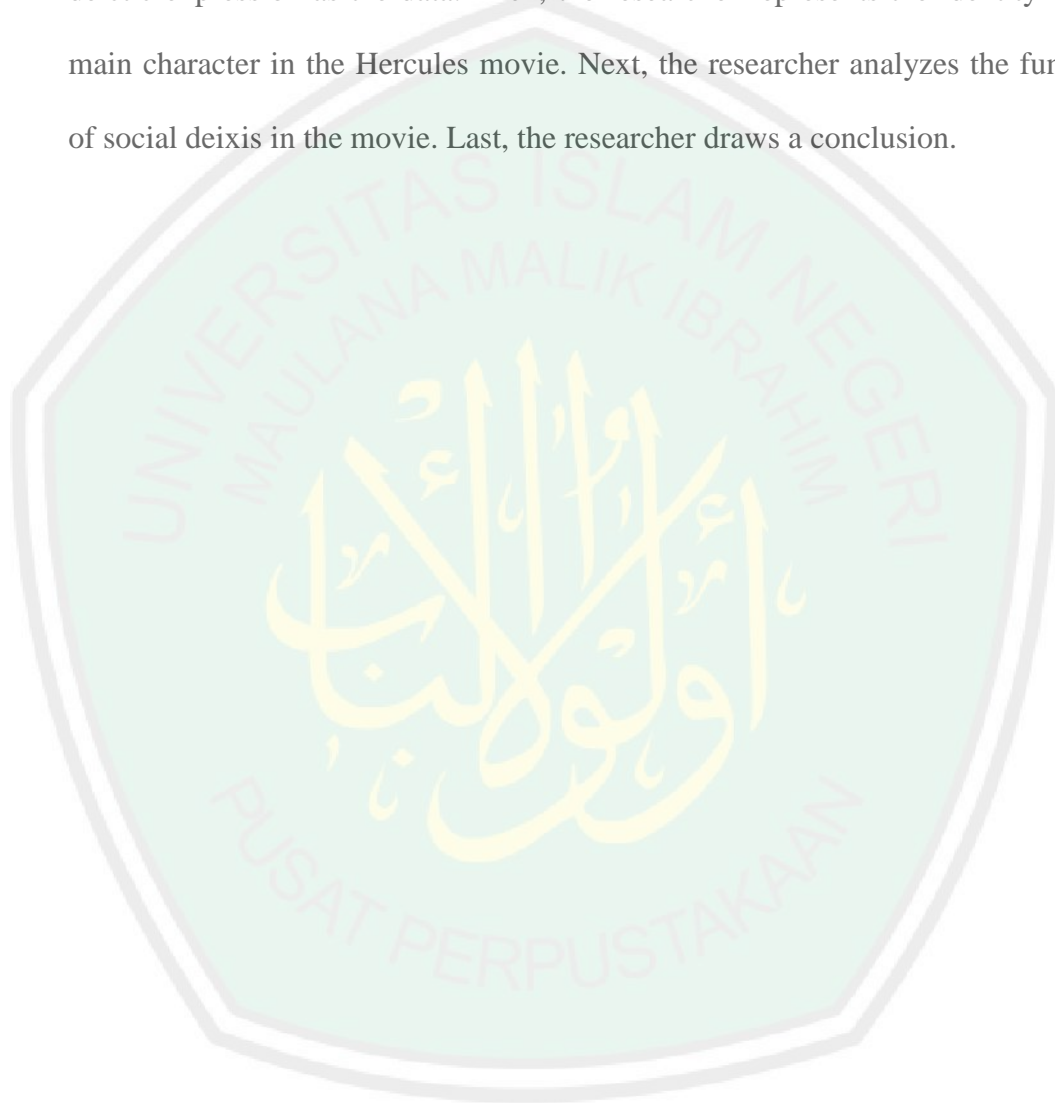 main character in the Hercules movie. Next, the researcher analyzes the
of social deixis in the movie. Last, the researcher draws a conclusion.
UNIVERSITAS ISLAM NEGERI
MAULANA MALIK IBRAHIM
أولوا الألباب
PUSAT PERPUSTAKAAN